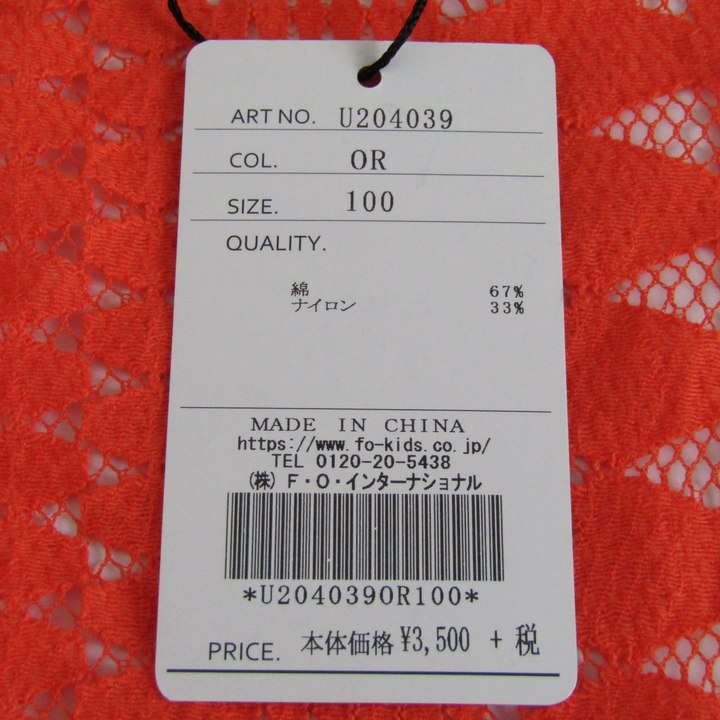 ART NO. U204039
COL. OR
SIZE. 100
QUALITY.
綿 67%
ナイロン 33%
MADE IN CHINA
https://www.fo-kids.co.jp/
TEL 0120-20-5438
(株)F・O・インターナショナル
*U204039OR100*
PRICE. 本体価格 ¥3,500 + 税